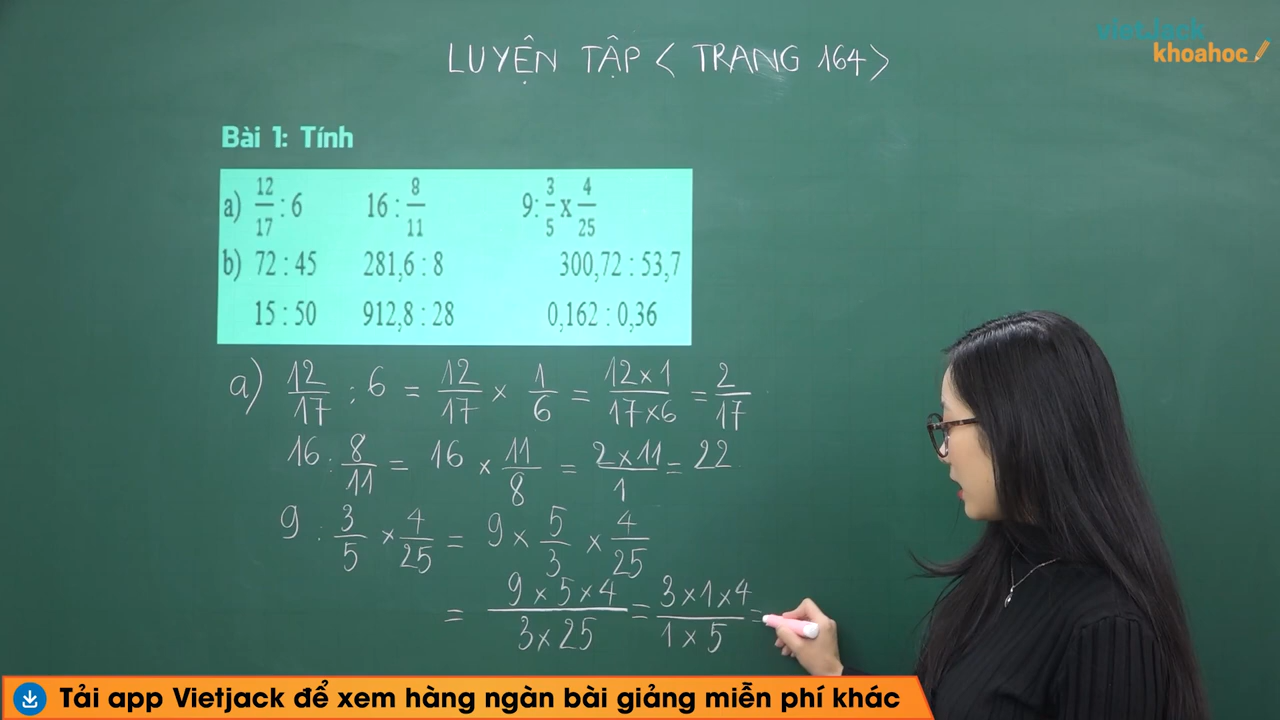 vietjack
khoahoc
LUYỆN TẬP < TRANG 164>
Bài 1: Tính
a) 12/17 : 6 16 : 8/11 9: 3/5 x 4/25
b) 72 : 45 281,6 : 8 300,72 : 53,7
15 : 50 912,8 : 28 0,162 : 0,36
a) 12/17 : 6 = 12/17 × 1/6 = 12×1/17×6 = 2/17
16 : 8/11 = 16 × 11/8 = 2×11/1 = 22
9 : 3/5 × 4/25 = 9 × 5/3 × 4/25
= 9×5×4/3×25 = 3×1×4/1×5 =
Tải app Vietjack để xem hàng ngàn bài giảng miễn phí khác